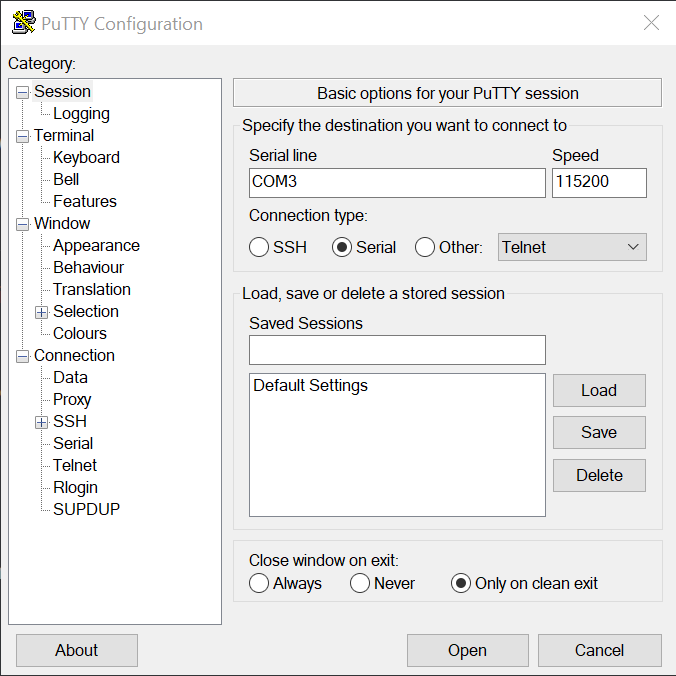 PuTTY Configuration
Category:
Session
Logging
Terminal
Keyboard
Bell
Features
Window
Appearance
Behaviour
Translation
Selection
Colours
Connection
Data
Proxy
SSH
Serial
Telnet
Rlogin
SUPDUP
Basic options for your PuTTY session
Specify the destination you want to connect to
Serial line Speed
COM3 115200
Connection type:
SSH Serial Other: Telnet
Load, save or delete a stored session
Saved Sessions
Default Settings
Load
Save
Delete
Close window on exit:
Always Never Only on clean exit
About Open Cancel